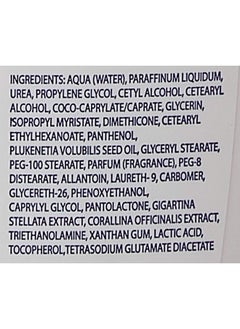 INGREDIENTS: AQUA (WATER), PARAFFINUM LIQUIDUM,
UREA, PROPYLENE GLYCOL, CETYL ALCOHOL, CETEARYL
ALCOHOL, COCO-CAPRYLATE/CAPRATE, GLYCERIN,
ISOPROPYL MYRISTATE, DIMETHICONE, CETEARYL
ETHYLHEXANOATE, PANTHENOL,
PLUKENETIA VOLUBILIS SEED OIL, GLYCERYL STEARATE,
PEG-100 STEARATE, PARFUM (FRAGRANCE), PEG-8
DISTEARATE, ALLANTOIN, LAURETH- 9, CARBOMER,
GLYCERETH-26, PHENOXYETHANOL,
CAPRYLYL GLYCOL, PANTOLACTONE, GIGARTINA
STELLATA EXTRACT, CORALLINA OFFICINALIS EXTRACT,
TRIETHANOLAMINE, XANTHAN GUM, LACTIC ACID,
TOCOPHEROL,TETRASODIUM GLUTAMATE DIACETATE